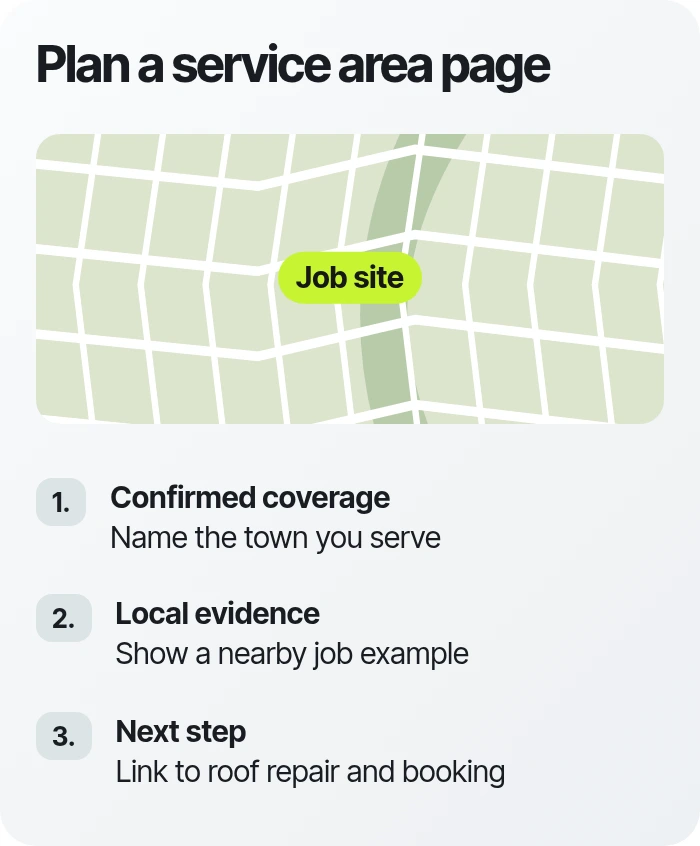 Plan a service area page
Job site
1.
Confirmed coverage
Name the town you serve
2.
Local evidence
Show a nearby job example
3.
Next step
Link to roof repair and booking